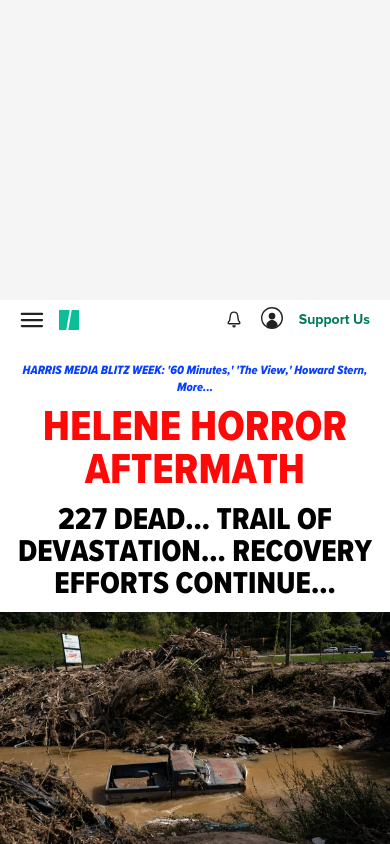 Support Us
HARRIS MEDIA BLITZ WEEK: '60 Minutes,' 'The View,' Howard Stern,
More...
HELENE HORROR
AFTERMATH
227 DEAD... TRAIL OF
DEVASTATION... RECOVERY
EFFORTS CONTINUE...